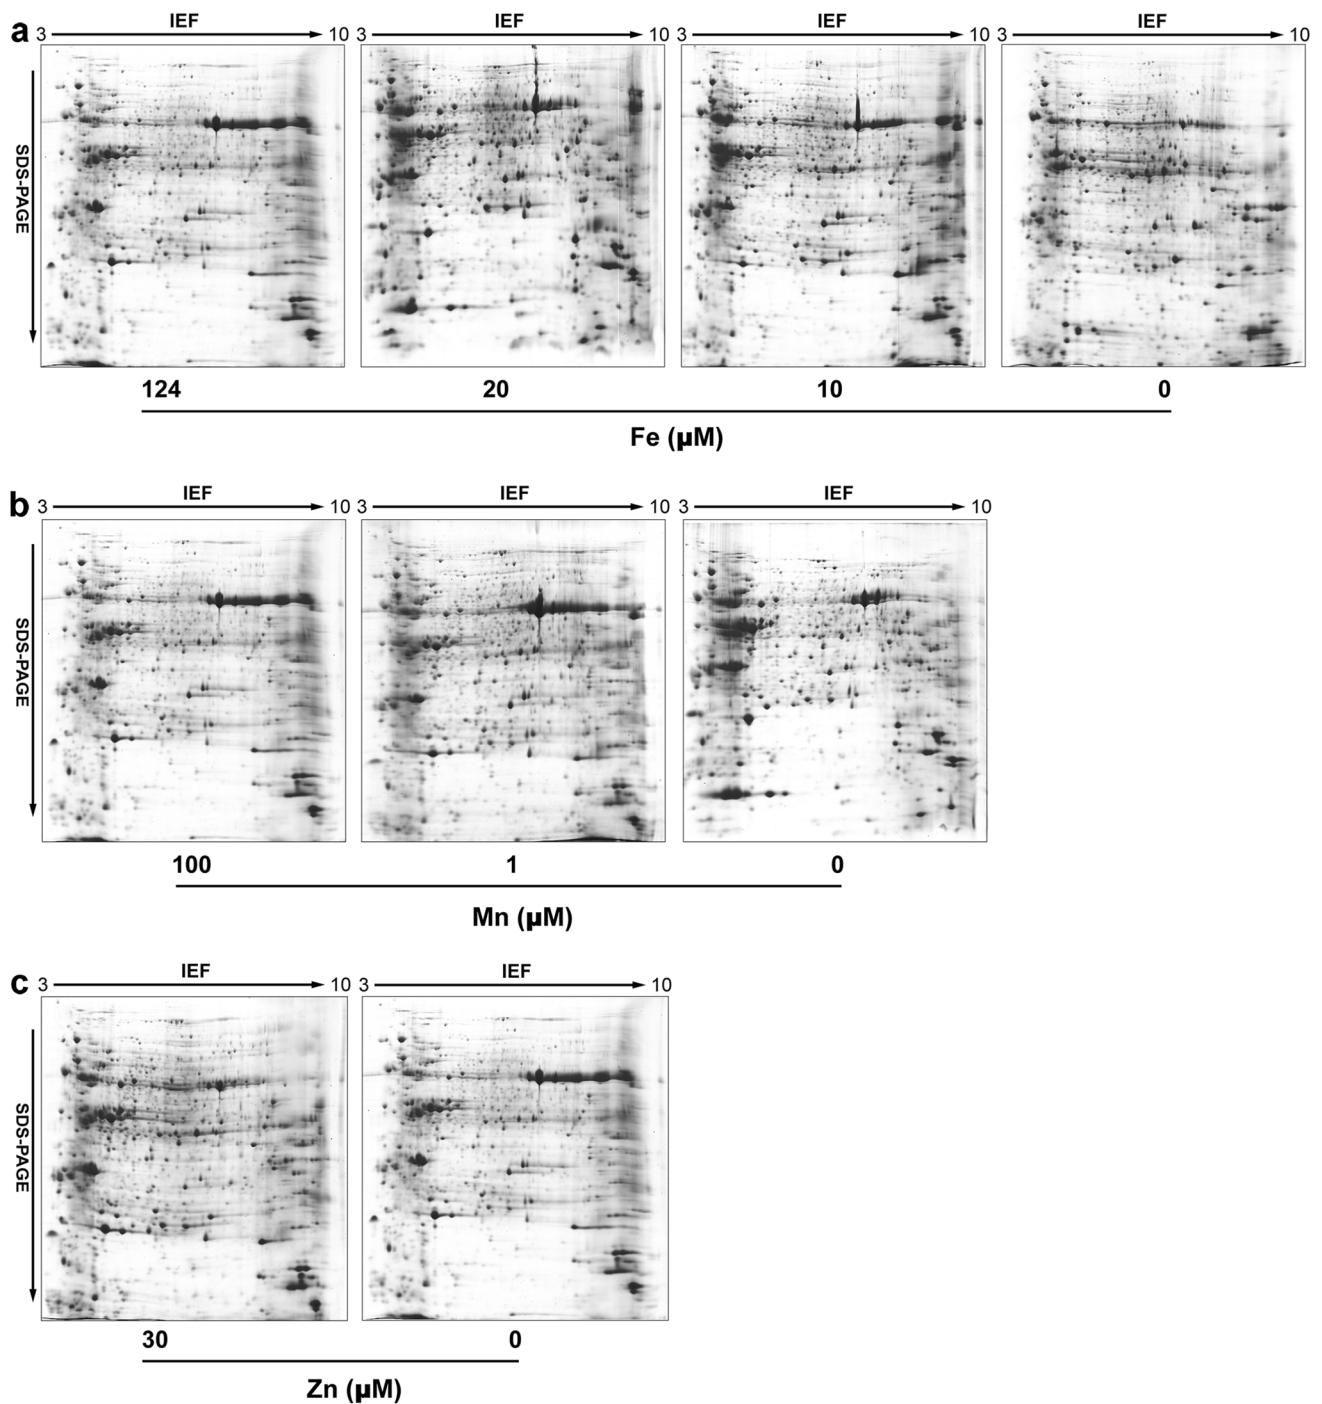 a
IEF IEF IEF IEF
3 10 3 10 3 10 3 10
SDS-PAGE
124 20 10 0
Fe (µM)
b
IEF IEF IEF
3 10 3 10 3 10
SDS-PAGE
100 1 0
Mn (µM)
c
IEF IEF
3 10 3 10
SDS-PAGE
30 0
Zn (µM)